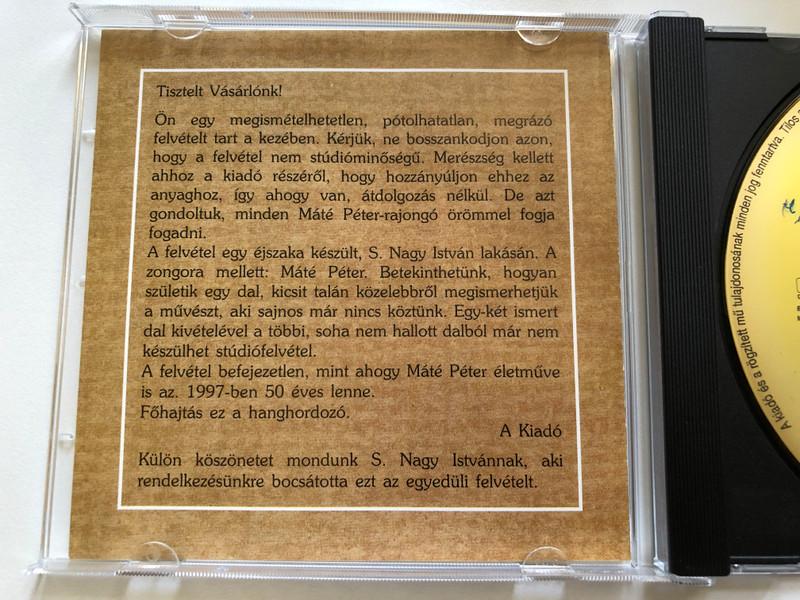 Tisztelt Vásárlónk!
Ön egy megismételhetetlen, pótolhatatlan, megrázó
felvételt tart a kezében. Kérjük, ne bosszankodjon azon,
hogy a felvétel nem stúdióminőségű. Merészség kellett
ahhoz a kiadó részéről, hogy hozzányúljon ehhez az
anyaghoz, így ahogy van, átdolgozás nélkül. De azt
gondoltuk, minden Máté Péter-rajongó örömmel fogja
fogadni.
A felvétel egy éjszaka készült, S. Nagy István lakásán. A
zongora mellett: Máté Péter. Betekinthetünk, hogyan
születik egy dal, kicsit talán közelebbről megismerhetjük
a művészt, aki sajnos már nincs köztünk. Egy-két ismert
dal kivételével a többi, soha nem hallott dalból már nem
készülhet stúdiófelvétel.
A felvétel befejezetlen, mint ahogy Máté Péter életműve
is az. 1997-ben 50 éves lenne.
Főhajtás ez a hanghordozó.
A Kiadó
Külön köszönetet mondunk S. Nagy Istvánnak, aki
rendelkezésünkre bocsátotta ezt az egyedüli felvételt.
A kiadó és a rögzített mű tulajdonosának minden jog fenntartva. Tilos